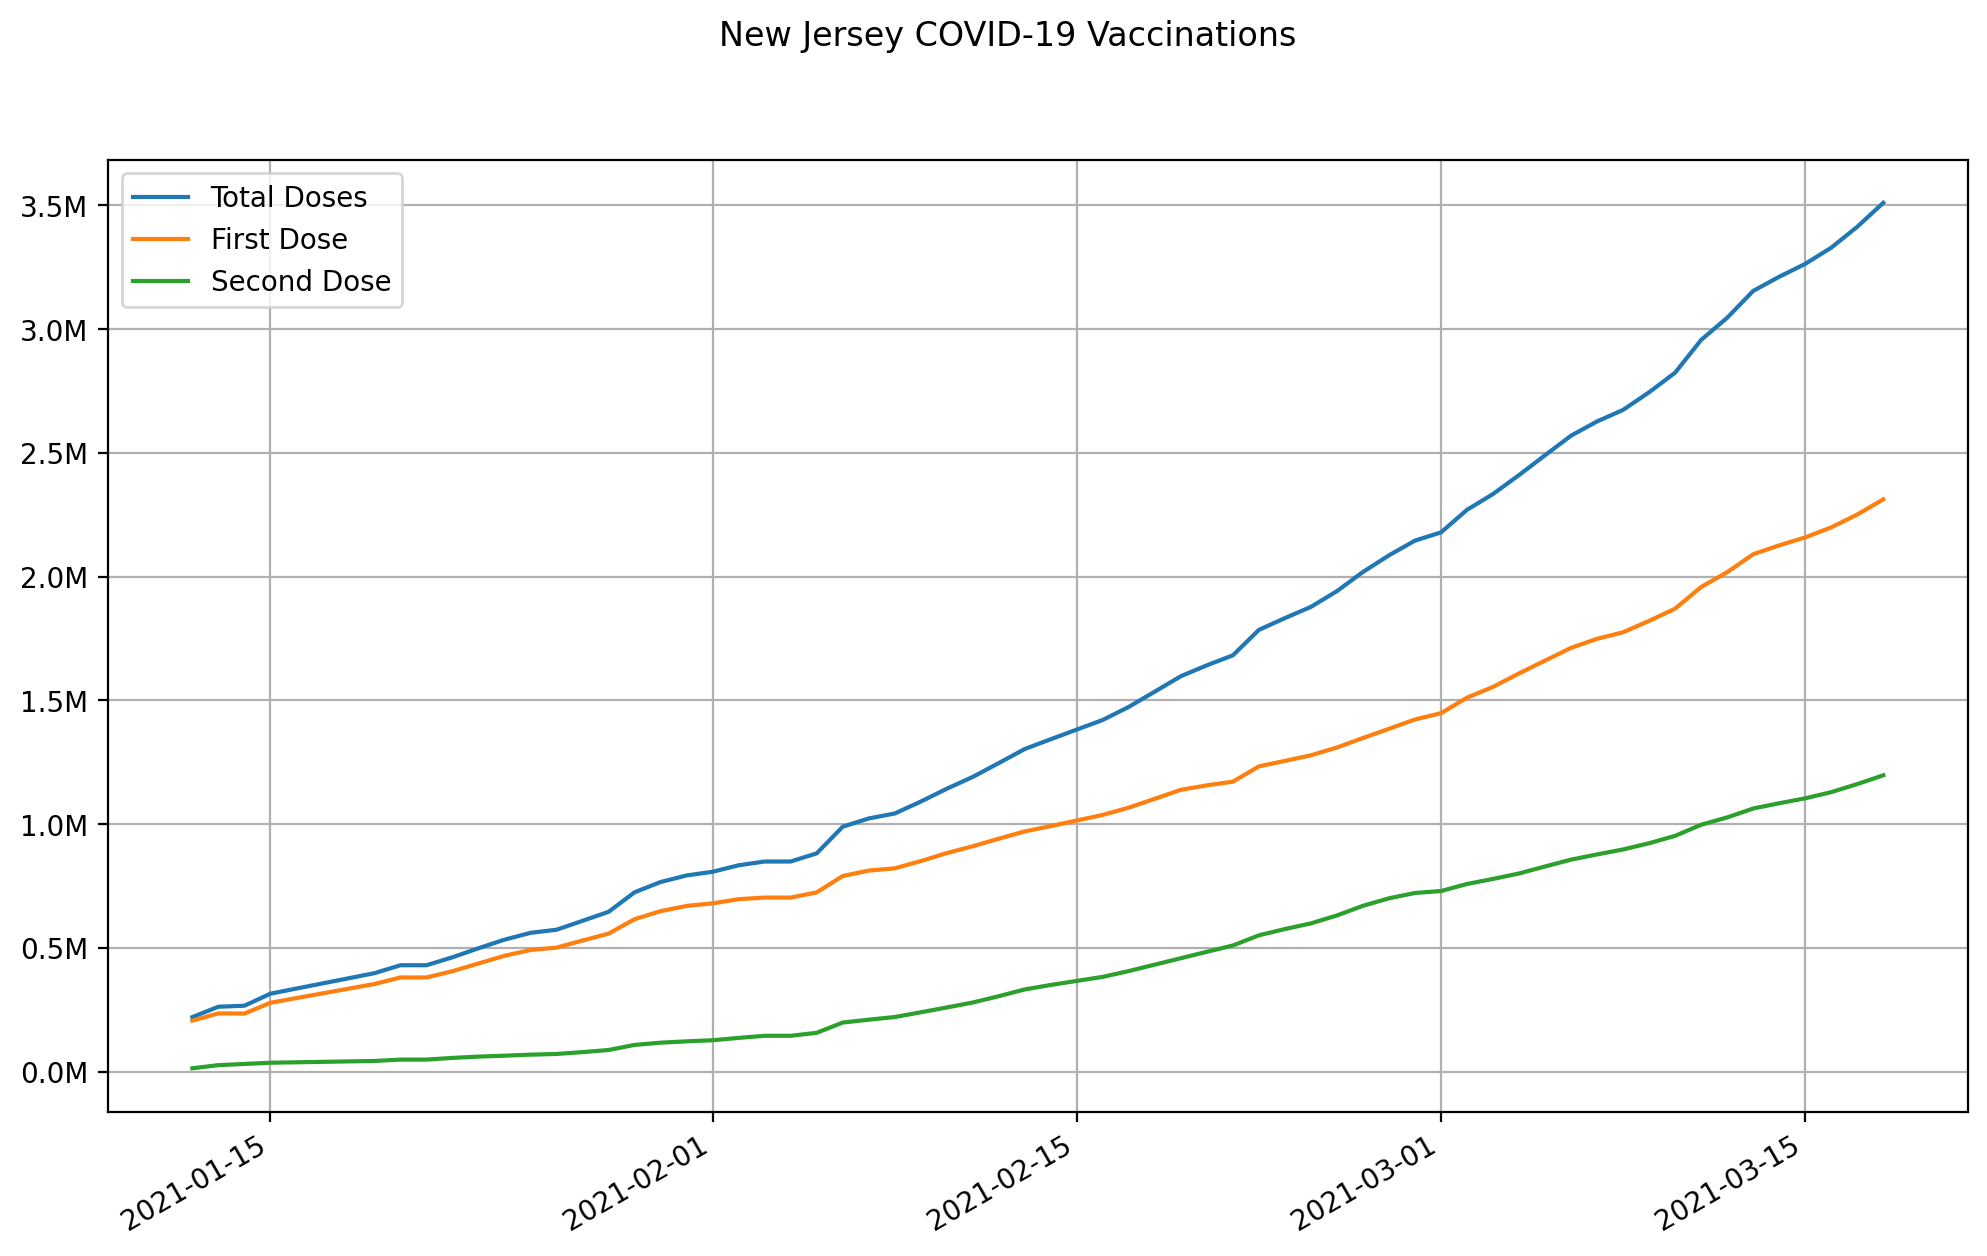 New Jersey COVID-19 Vaccinations
Total Doses
First Dose
Second Dose
3.5M
3.0M
2.5M
2.0M
1.5M
1.0M
0.5M
0.0M
2021-01-15
2021-02-01
2021-02-15
2021-03-01
2021-03-15